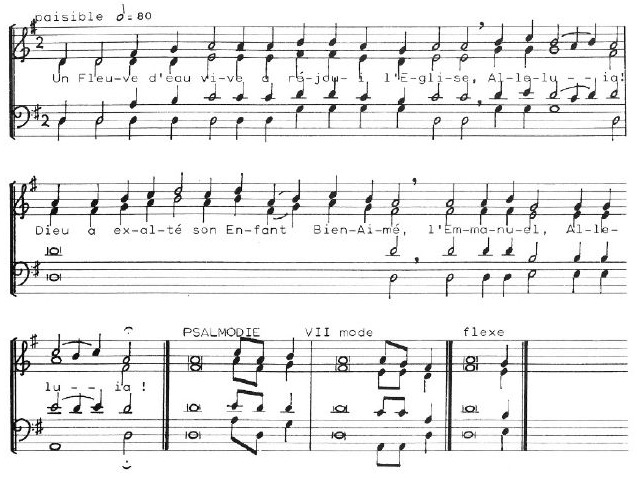 paisible 𝅗𝅥. = 80
Un Fleu-ve d'eau vi-ve a ré-jou-i l'E-gli-se, Al-le-lu - - ia!
Dieu a ex-al-té son En-fant Bien-Ai-mé, l'Em-ma-nu-el, Al-le-
lu - - ia !
PSALMODIE VII mode flexe